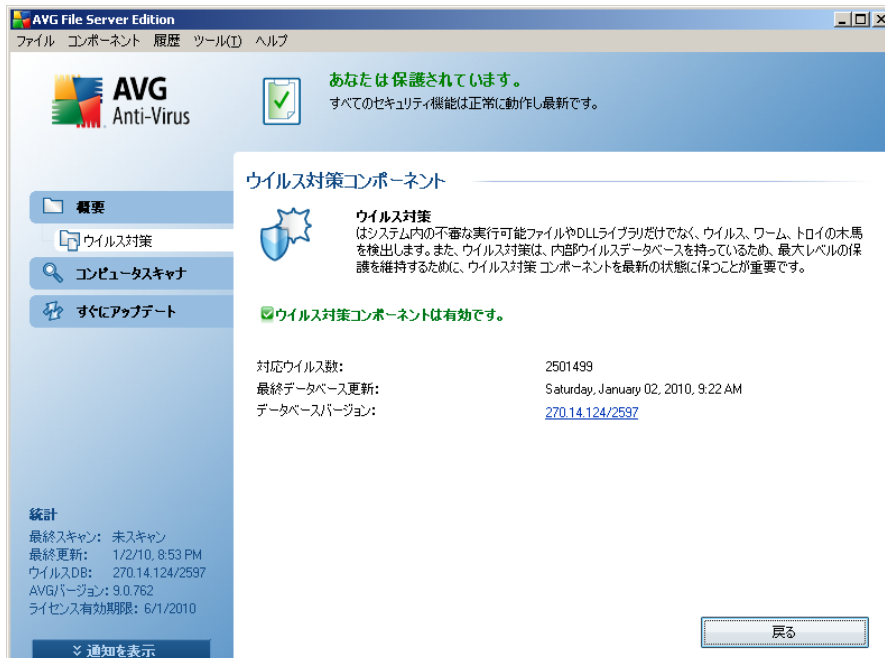 AVG File Server Edition
ファイル コンポーネント 履歴 ツール(T) ヘルプ
AVG
Anti-Virus
あなたは保護されています。
すべてのセキュリティ機能は正常に動作し最新です。
概要
ウイルス対策
コンピュータスキャナ
すぐにアップデート
ウイルス対策コンポーネント
ウイルス対策
はシステム内の不審な実行可能ファイルやDLLライブラリだけでなく、ウイルス、ワーム、トロイの木馬
を検出します。また、ウイルス対策は、内部ウイルスデータベースを持っているため、最大レベルの保
護を維持するために、ウイルス対策 コンポーネントを最新の状態に保つことが重要です。
ウイルス対策コンポーネントは有効です。
対応ウイルス数: 2501499
最終データベース更新: Saturday, January 02, 2010, 9:22 AM
データベースバージョン: 270.14.124/2597
統計
最終スキャン: 未スキャン
最終更新: 1/2/10, 8:53 PM
ウイルスDB: 270.14.124/2597
AVGバージョン: 9.0.762
ライセンス有効期限: 6/1/2010
通知を表示
戻る